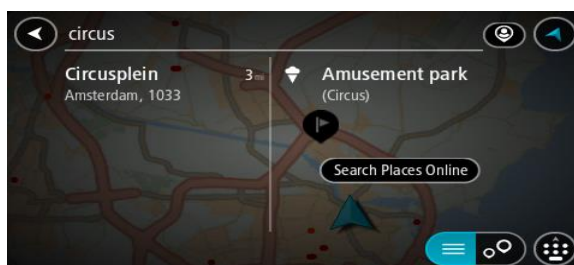 circus
Circusplein 3 mi
Amsterdam, 1033
Amusement park
(Circus)
Search Places Online